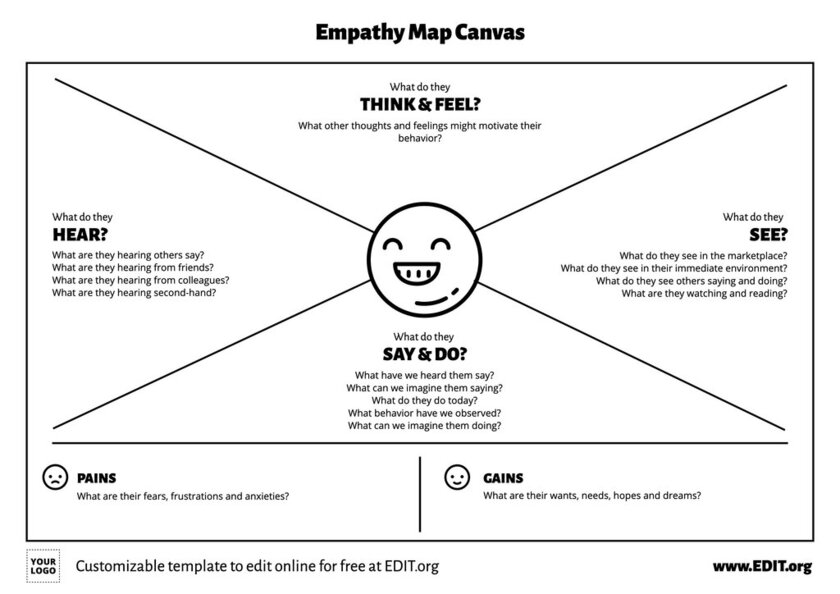 Empathy Map Canvas
What do they
THINK & FEEL?
What other thoughts and feelings might motivate their
behavior?
What do they
HEAR?
What are they hearing others say?
What are they hearing from friends?
What are they hearing from colleagues?
What are they hearing second-hand?
What do they
SEE?
What do they see in the marketplace?
What do they see in their immediate environment?
What do they see others saying and doing?
What are they watching and reading?
What do they
SAY & DO?
What have we heard them say?
What can we imagine them saying?
What do they do today?
What behavior have we observed?
What can we imagine them doing?
PAINS
What are their fears, frustrations and anxieties?
GAINS
What are their wants, needs, hopes and dreams?
YOUR
LOGO
Customizable template to edit online for free at EDIT.org
www.EDIT.org